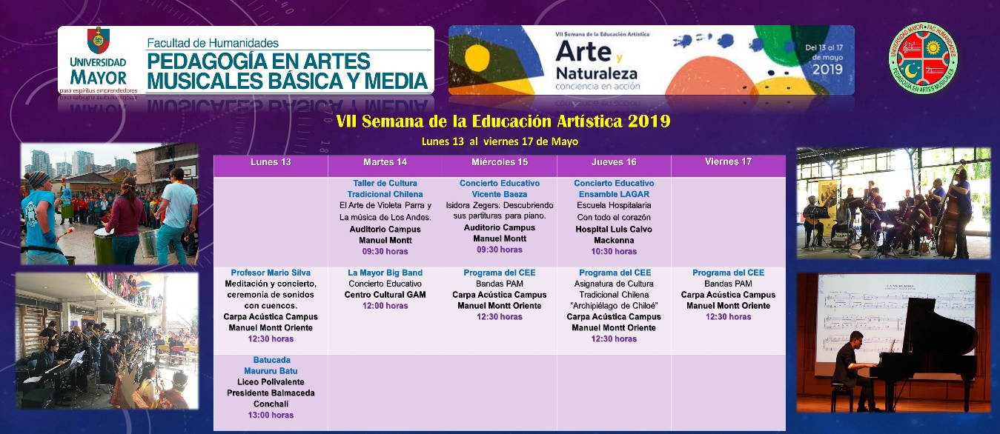 UNIVERSIDAD
MAYOR
para espíritus emprendedores
Facultad de Humanidades
PEDAGOGÍA EN ARTES
MUSICALES BÁSICA Y MEDIA
VII Semana de la Educación Artística
Arte y
Naturaleza
conciencia en acción
Del 13 al 17
de mayo
2019
UNIVERSIDAD MAYOR • FAC. HUMANIDADES
PEDAGOGÍA EN ARTES MUSICALES
VII Semana de la Educación Artística 2019
Lunes 13 al viernes 17 de Mayo
Lunes 13
Martes 14
Miércoles 15
Jueves 16
Viernes 17
Taller de Cultura
Tradicional Chilena
El Arte de Violeta Parra y
La música de Los Andes.
Auditorio Campus
Manuel Montt
09:30 horas
Concierto Educativo
Vicente Baeza
Isidora Zegers: Descubriendo
sus partituras para piano.
Auditorio Campus
Manuel Montt
09:30 horas
Concierto Educativo
Ensamble LAGAR
Escuela Hospitalaria
Con todo el corazón
Hospital Luis Calvo
Mackenna
10:30 horas
Profesor Mario Silva
Meditación y concierto,
ceremonia de sonidos
con cuencos.
Carpa Acústica Campus
Manuel Montt Oriente
12:30 horas
La Mayor Big Band
Concierto Educativo
Centro Cultural GAM
12:00 horas
Programa del CEE
Bandas PAM
Carpa Acústica Campus
Manuel Montt Oriente
12:30 horas
Programa del CEE
Asignatura de Cultura
Tradicional Chilena
“Archipiélago de Chiloé”
Carpa Acústica Campus
Manuel Montt Oriente
12:30 horas
Programa del CEE
Bandas PAM
Carpa Acústica Campus
Manuel Montt Oriente
12:30 horas
Batucada
Maururu Batu
Liceo Polivalente
Presidente Balmaceda
Conchalí
13:00 horas